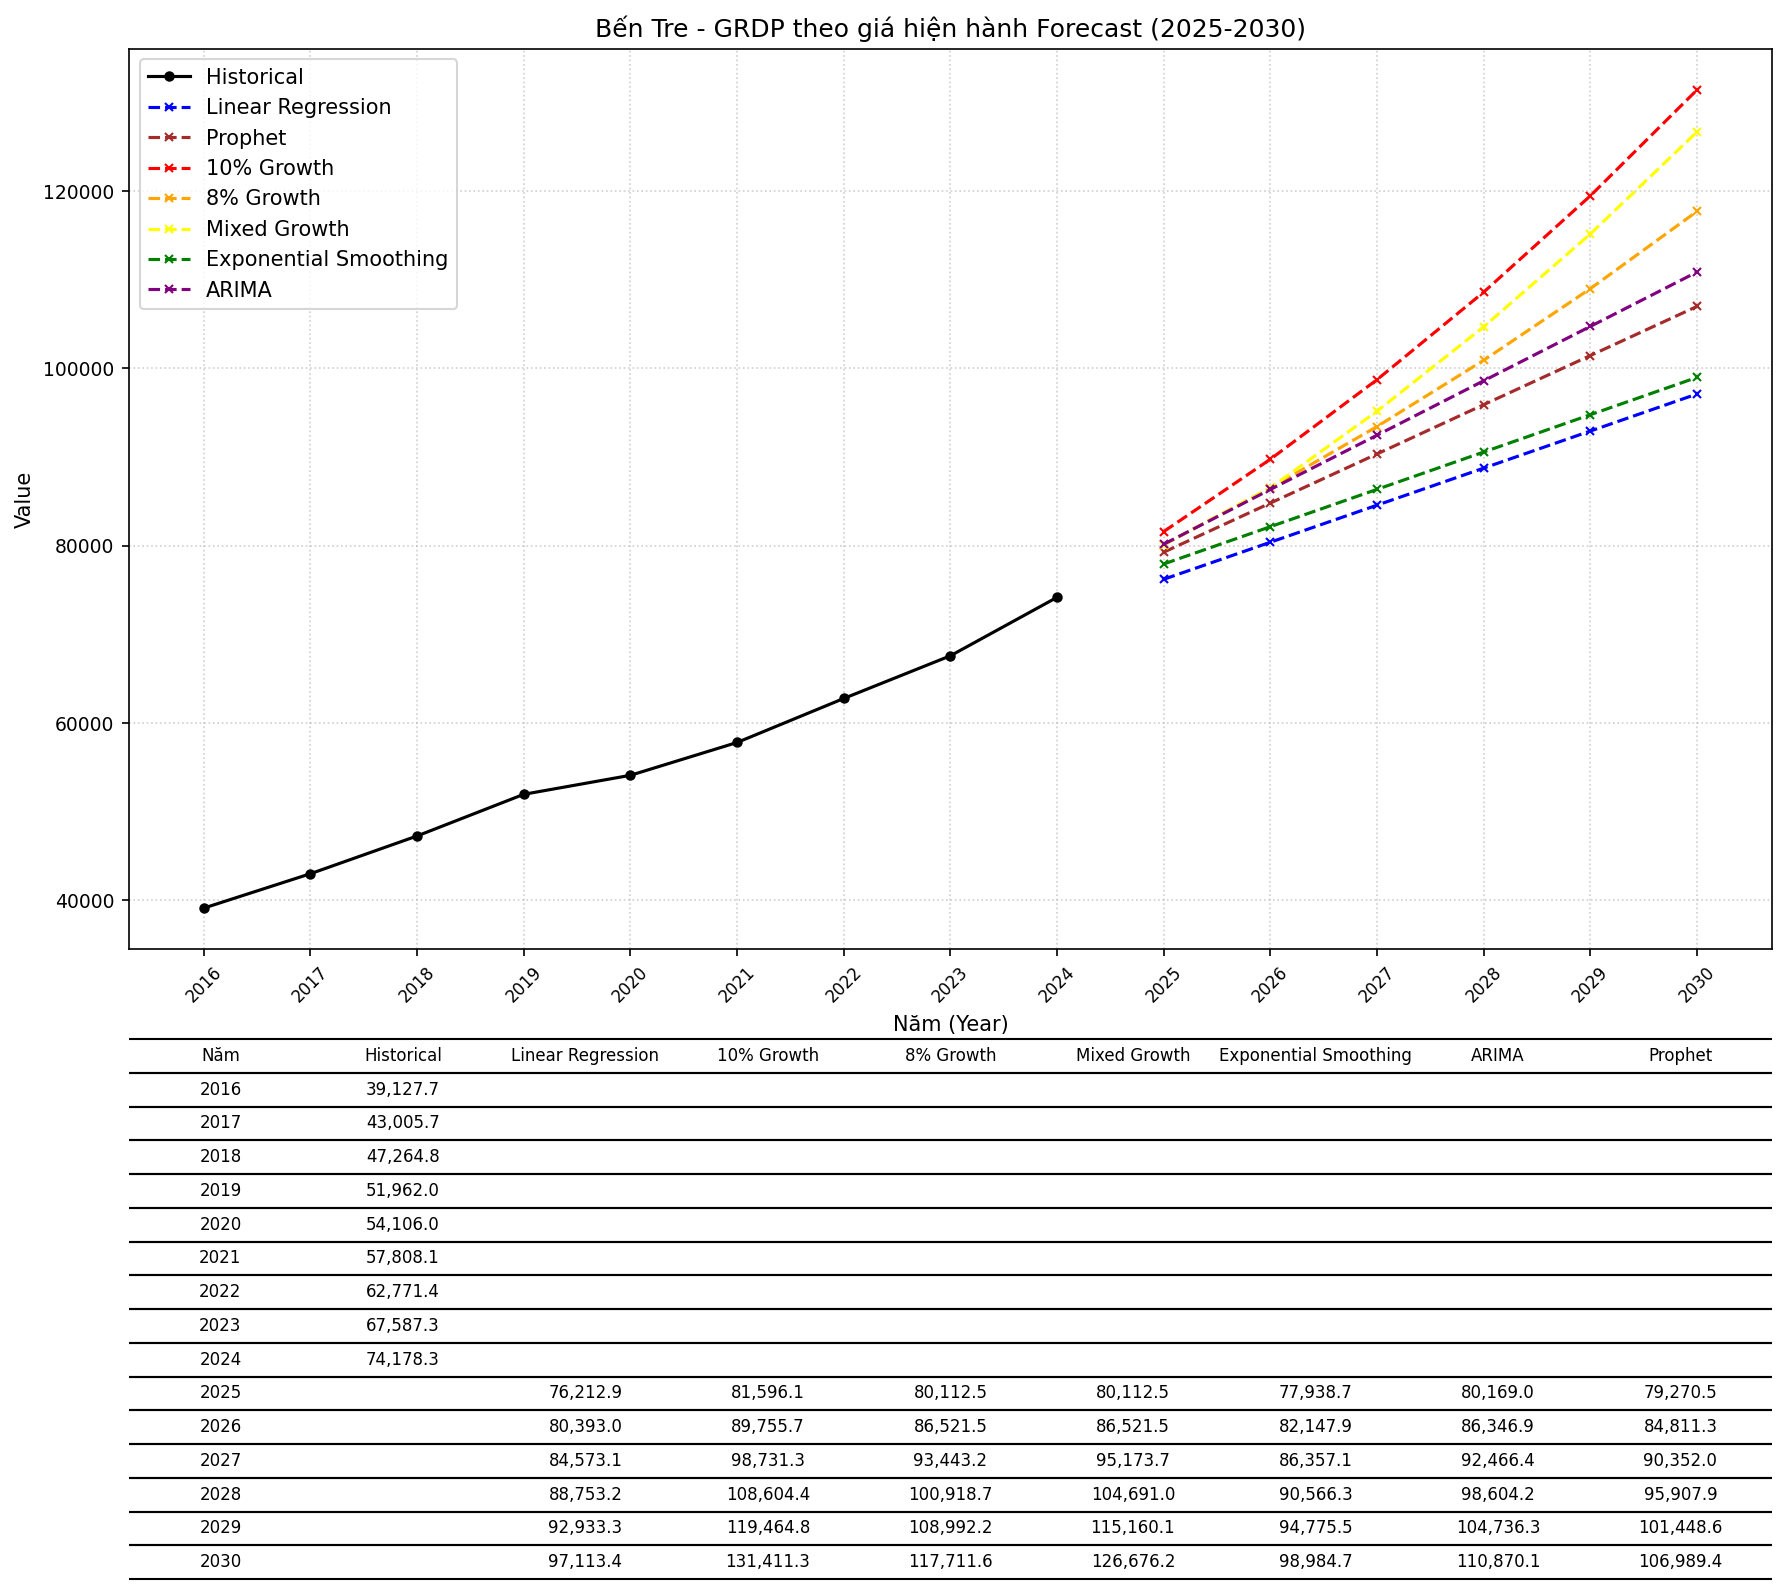 Bến Tre - GRDP theo giá hiện hành Forecast (2025-2030)
Historical
Linear Regression
Prophet
10% Growth
8% Growth
Mixed Growth
Exponential Smoothing
ARIMA
Value
120000
100000
80000
60000
40000
2016 2017 2018 2019 2020 2021 2022 2023 2024 2025 2026 2027 2028 2029 2030
Năm (Year)
Năm Historical Linear Regression 10% Growth 8% Growth Mixed Growth Exponential Smoothing ARIMA Prophet
2016 39,127.7
2017 43,005.7
2018 47,264.8
2019 51,962.0
2020 54,106.0
2021 57,808.1
2022 62,771.4
2023 67,587.3
2024 74,178.3
2025 76,212.9 81,596.1 80,112.5 80,112.5 77,938.7 80,169.0 79,270.5
2026 80,393.0 89,755.7 86,521.5 86,521.5 82,147.9 86,346.9 84,811.3
2027 84,573.1 98,731.3 93,443.2 95,173.7 86,357.1 92,466.4 90,352.0
2028 88,753.2 108,604.4 100,918.7 104,691.0 90,566.3 98,604.2 95,907.9
2029 92,933.3 119,464.8 108,992.2 115,160.1 94,775.5 104,736.3 101,448.6
2030 97,113.4 131,411.3 117,711.6 126,676.2 98,984.7 110,870.1 106,989.4